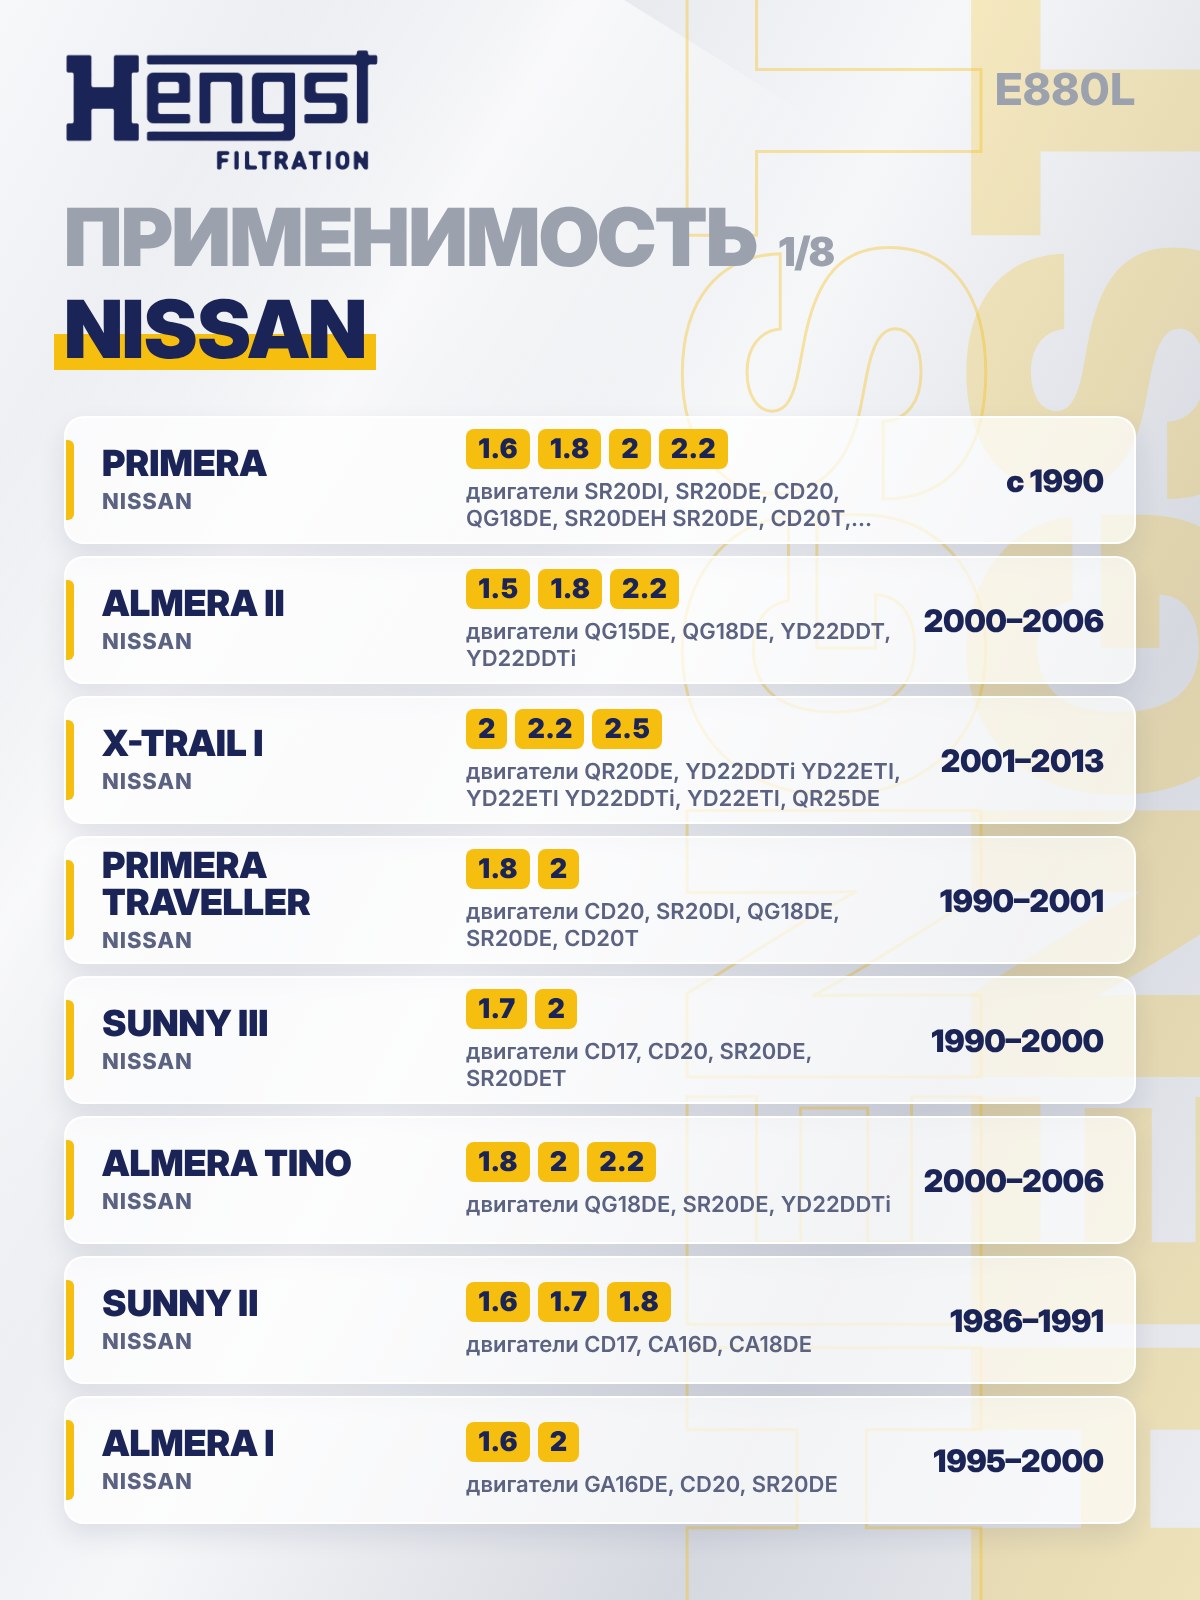 Hengst
FILTRATION
E880L
ПРИМЕНИМОСТЬ 1/8
NISSAN
PRIMERA
NISSAN
1.6 1.8 2 2.2
двигатели SR20DI, SR20DE, CD20,
QG18DE, SR20DEH SR20DE, CD20T,...
с 1990
ALMERA II
NISSAN
1.5 1.8 2.2
двигатели QG15DE, QG18DE, YD22DDT,
YD22DDTi
2000–2006
X-TRAIL I
NISSAN
2 2.2 2.5
двигатели QR20DE, YD22DDTi YD22ETI,
YD22ETI YD22DDTi, YD22ETI, QR25DE
2001–2013
PRIMERA
TRAVELLER
NISSAN
1.8 2
двигатели CD20, SR20DI, QG18DE,
SR20DE, CD20T
1990–2001
SUNNY III
NISSAN
1.7 2
двигатели CD17, CD20, SR20DE,
SR20DET
1990–2000
ALMERA TINO
NISSAN
1.8 2 2.2
двигатели QG18DE, SR20DE, YD22DDTi
2000–2006
SUNNY II
NISSAN
1.6 1.7 1.8
двигатели CD17, CA16D, CA18DE
1986–1991
ALMERA I
NISSAN
1.6 2
двигатели GA16DE, CD20, SR20DE
1995–2000
HENGST
HENGST